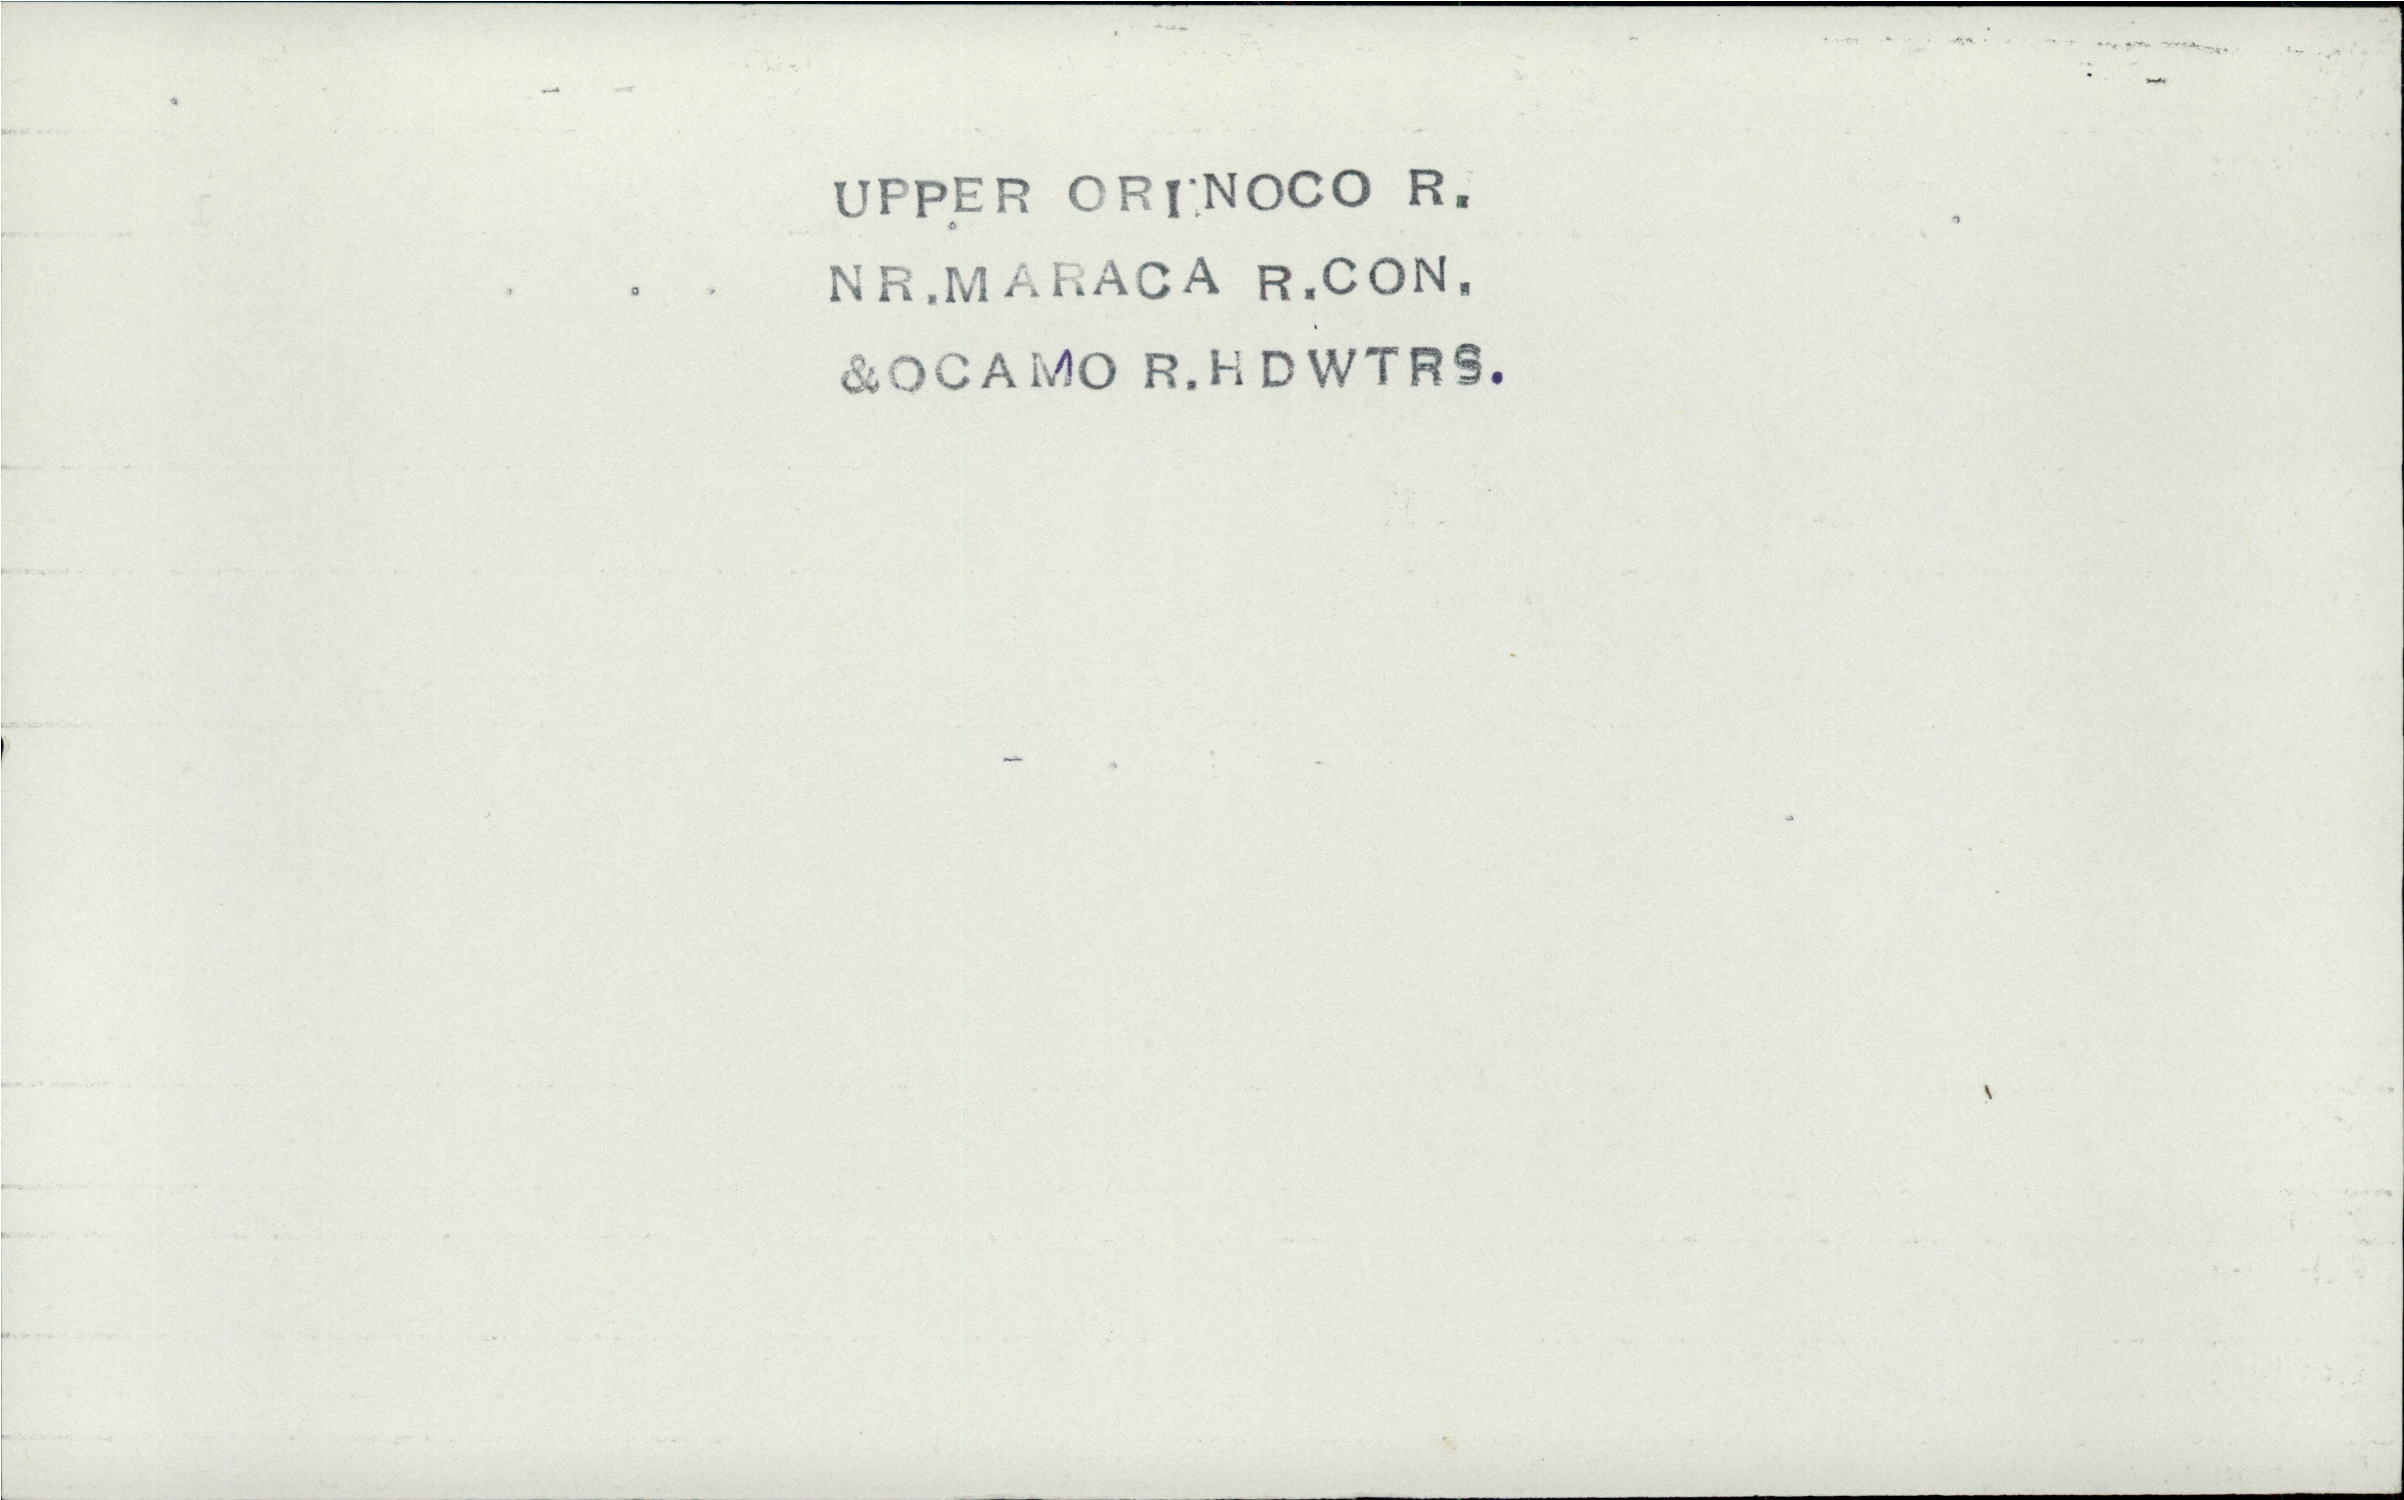 UPPER ORINOCO R.
NR.MARACA R.CON.
&OCAMO R.HDWTRS.